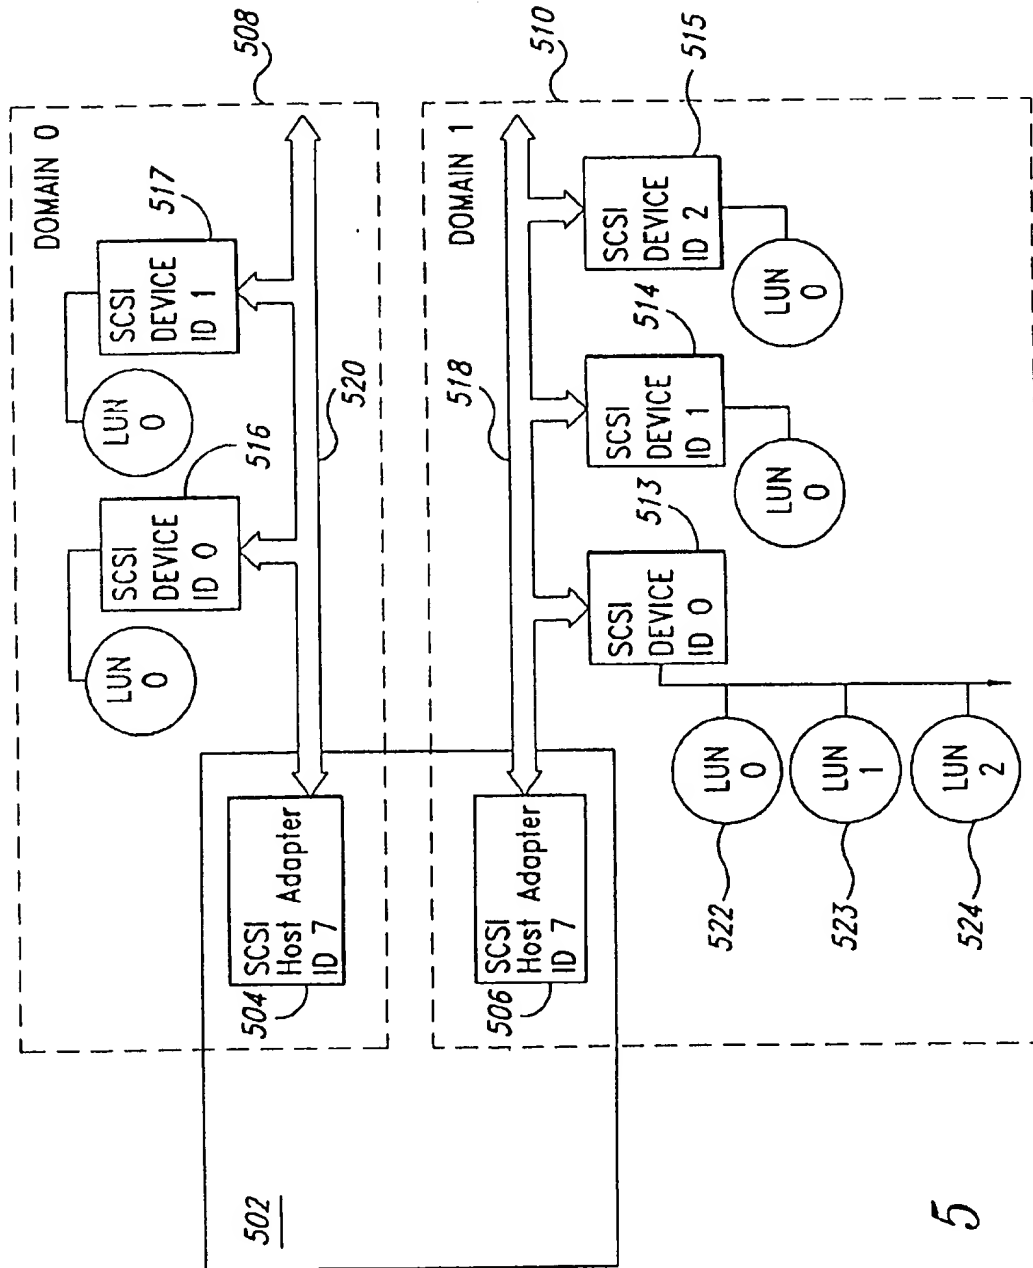 508
510
DOMAIN 0
DOMAIN 1
517
515
SCSI
DEVICE
ID 1
SCSI
DEVICE
ID 2
LUN
0
LUN
0
514
520
518
516
SCSI
DEVICE
ID 0
SCSI
DEVICE
ID 1
LUN
0
LUN
0
513
SCSI
DEVICE
ID 0
SCSI
Host Adapter
ID 7
SCSI
Host Adapter
ID 7
504
506
LUN
0
LUN
1
LUN
2
522
523
524
502
5